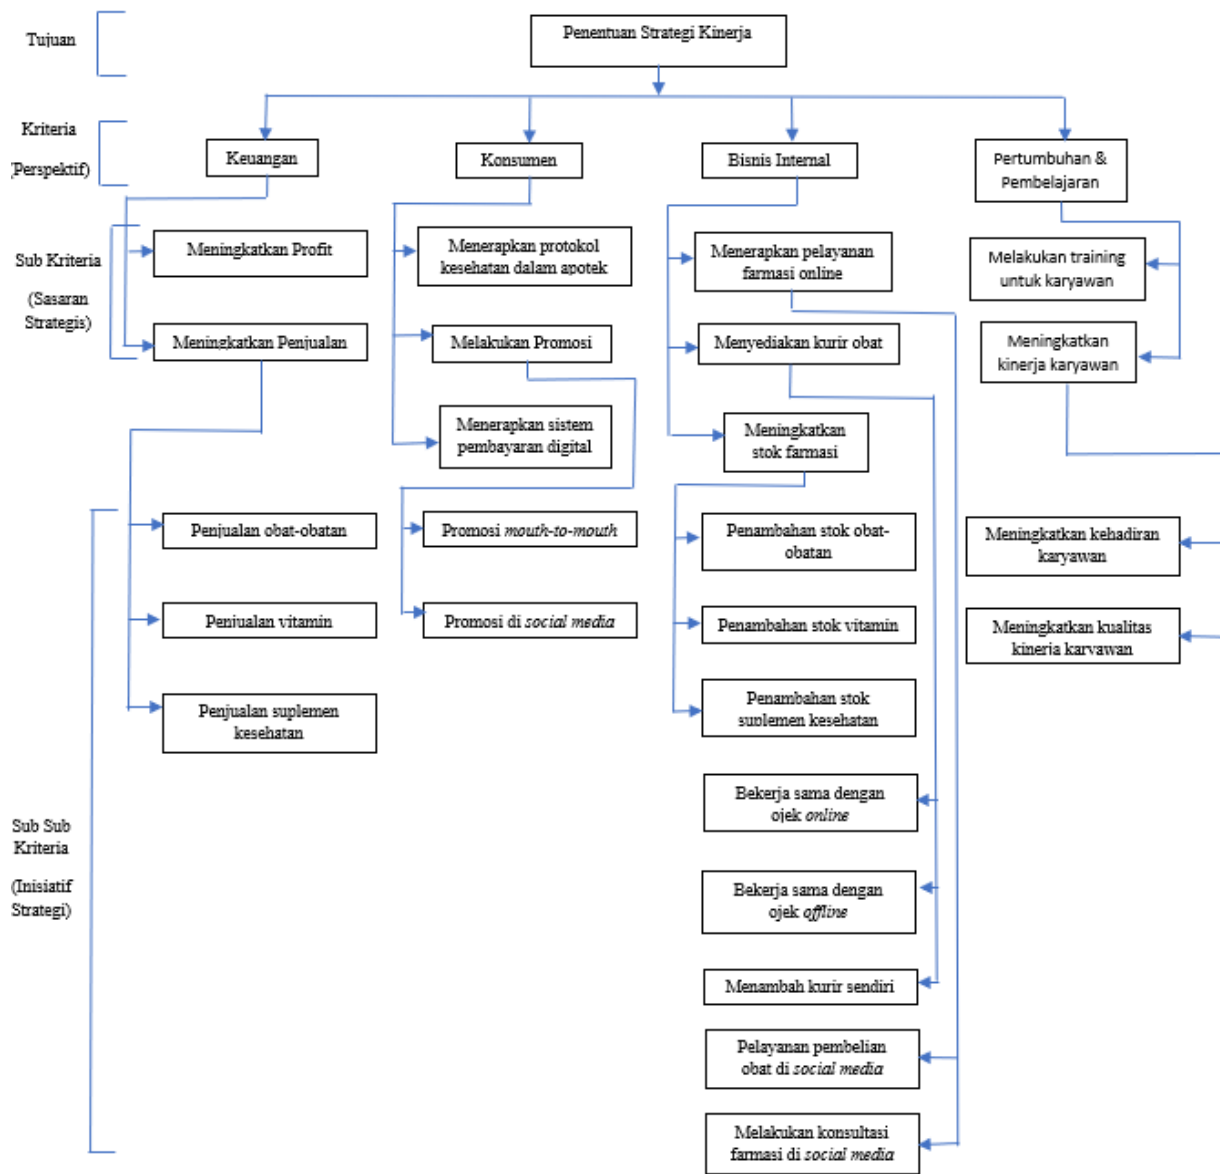 Tujuan
Penentuan Strategi Kinerja
Kriteria
(Perspektif)
Keuangan
Konsumen
Bisnis Internal
Pertumbuhan &
Pembelajaran
Sub Kriteria
(Sasaran
Strategis)
Meningkatkan Profit
Meningkatkan Penjualan
Menerapkan protokol
kesehatan dalam apotek
Melakukan Promosi
Menerapkan sistem
pembayaran digital
Menerapkan pelayanan
farmasi online
Menyediakan kurir obat
Meningkatkan
stok farmasi
Melakukan training
untuk karyawan
Meningkatkan
kinerja karyawan
Sub Sub
Kriteria
(Inisiatif
Strategi)
Penjualan obat-obatan
Penjualan vitamin
Penjualan suplemen
kesehatan
Promosi mouth-to-mouth
Promosi di social media
Penambahan stok obat-
obatan
Penambahan stok vitamin
Penambahan stok
suplemen kesehatan
Bekerja sama dengan
ojek online
Bekerja sama dengan
ojek offline
Menambah kurir sendiri
Pelayanan pembelian
obat di social media
Melakukan konsultasi
farmasi di social media
Meningkatkan kehadiran
karyawan
Meningkatkan kualitas
kinerja karyawan